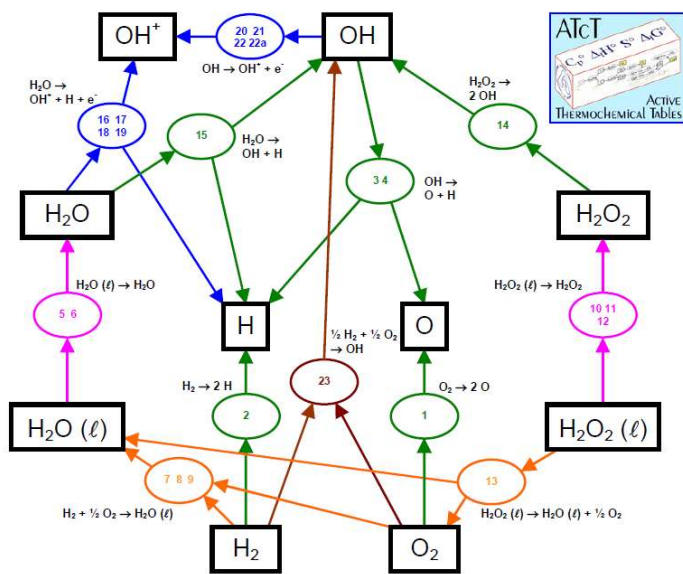 OH⁺
20 21
22 22a
OH → OH⁺ + e⁻
OH
ATcT
Cp° ΔfH° S° ΔfG°
ACTIVE
THERMOCHEMICAL TABLES
H₂O →
OH⁺ + H + e⁻
16 17
18 19
15
H₂O →
OH + H
H₂O₂ →
2 OH
14
3 4
OH →
O + H
H₂O
H₂O₂
H₂O (ℓ) → H₂O
5 6
H₂O₂ (ℓ) → H₂O₂
10 11
12
H
O
½ H₂ + ½ O₂
→ OH
23
H₂ → 2 H
2
O₂ → 2 O
1
H₂O (ℓ)
H₂O₂ (ℓ)
7 8 9
13
H₂ + ½ O₂ → H₂O (ℓ)
H₂O₂ (ℓ) → H₂O (ℓ) + ½ O₂
H₂
O₂